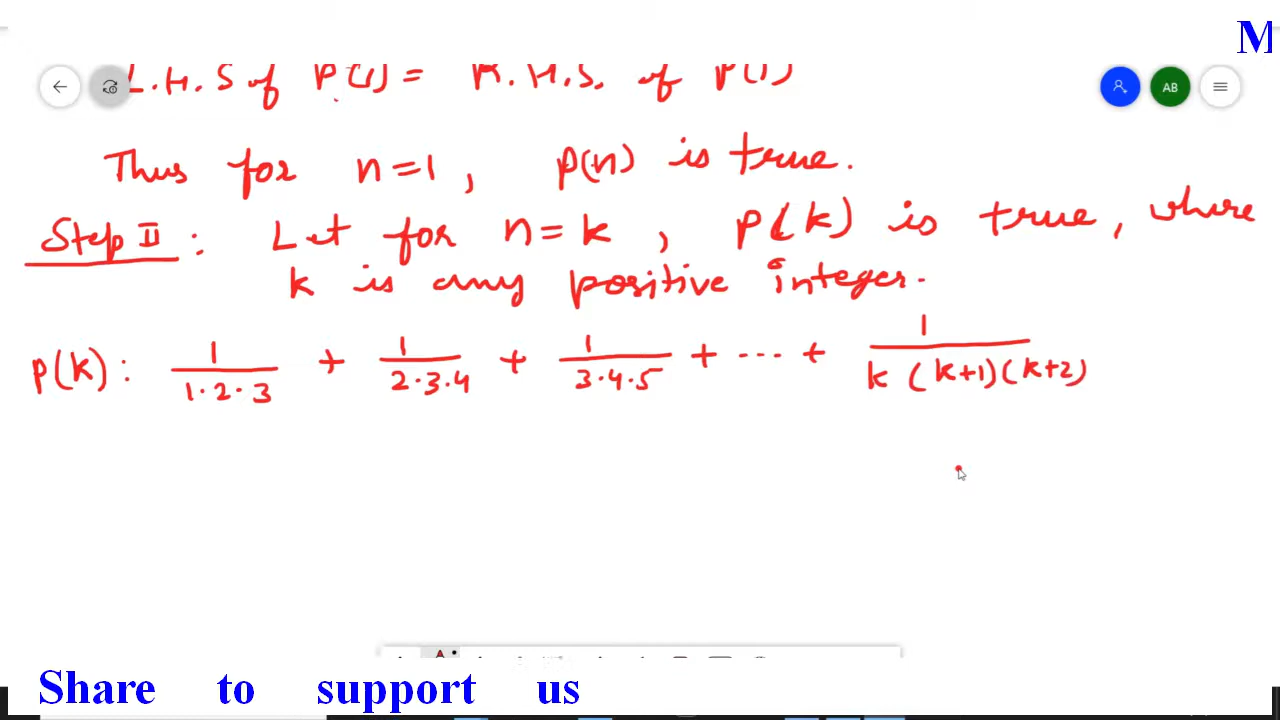 M
L.H.S of P(1) = R.H.S. of P(1)
AB
Thus for n=1, p(n) is true.
Step II : Let for n=k, p(k) is true, where
k is any positive integer.
p(k): 1/(1·2·3) + 1/(2·3·4) + 1/(3·4·5) + ... + 1/(k (k+1)(k+2))
Share to support us